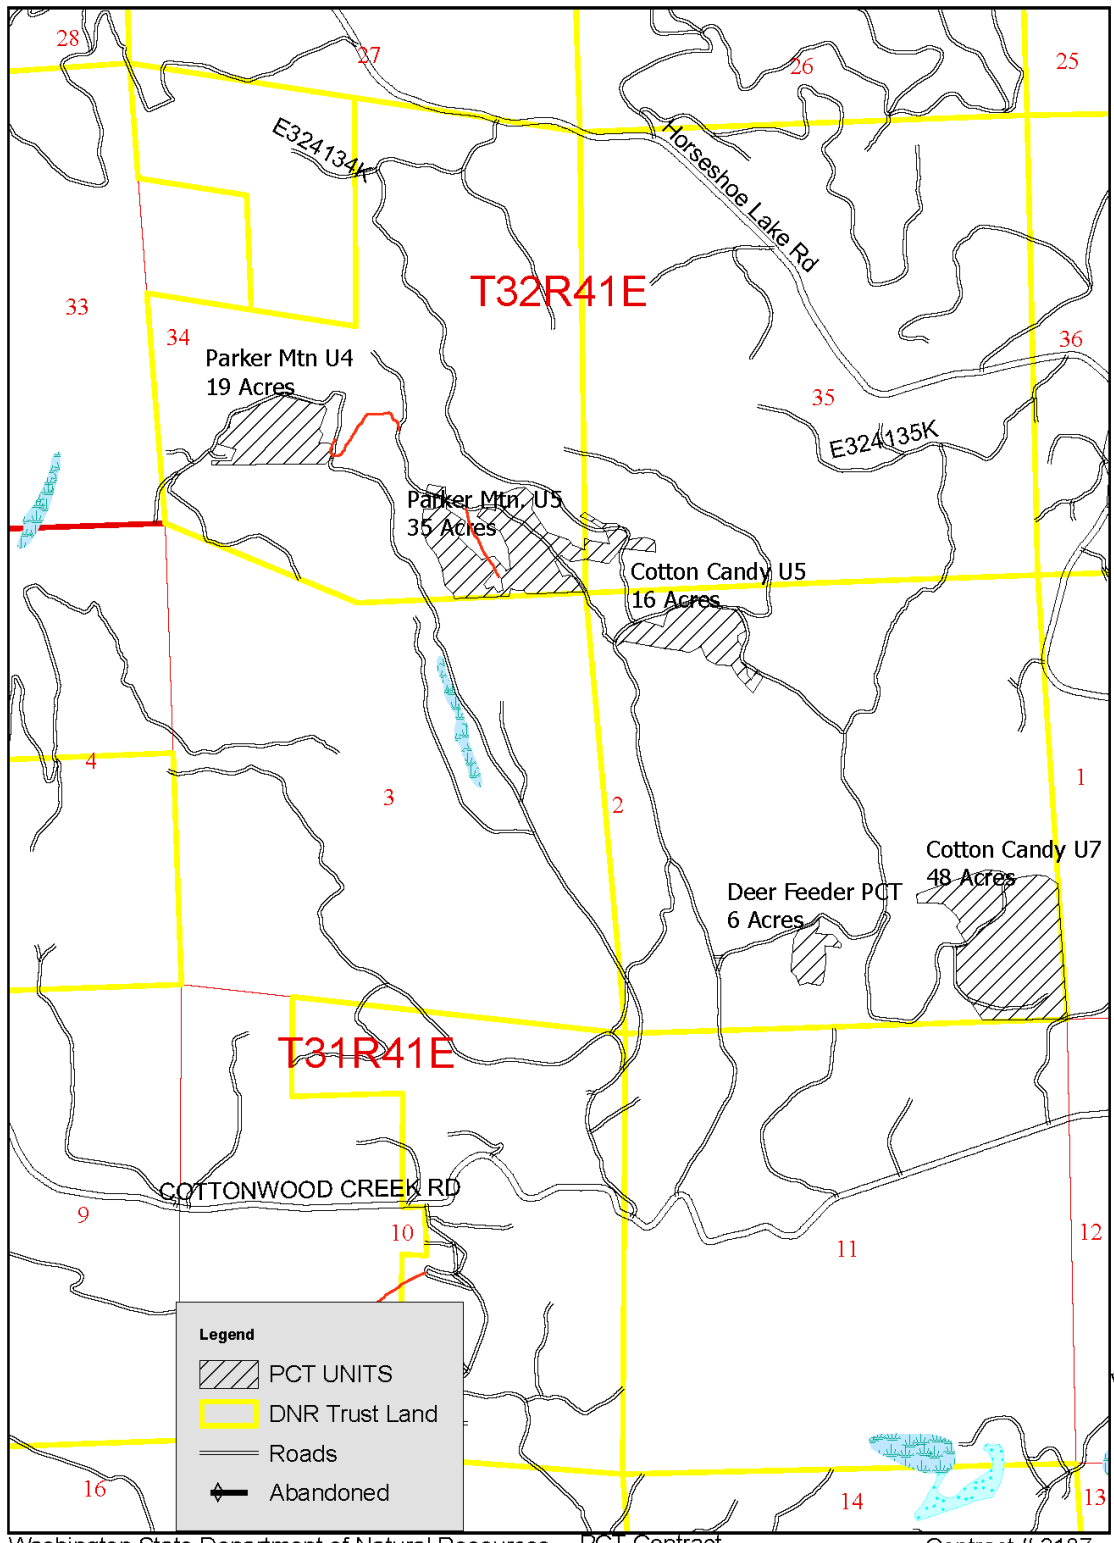 28
27
26
25
E324134K
Horseshoe Lake Rd
T32R41E
33
34
36
Parker Mtn U4
19 Acres
35
E324135K
Parker Mtn. U5
35 Acres
Cotton Candy U5
16 Acres
4
3
2
1
Cotton Candy U7
48 Acres
Deer Feeder PCT
6 Acres
T31R41E
COTTONWOOD CREEK RD
9
10
11
12
Legend
PCT UNITS
DNR Trust Land
Roads
Abandoned
16
14
13
Washington State Department of Natural Resources PCT Contract Contract # 2187